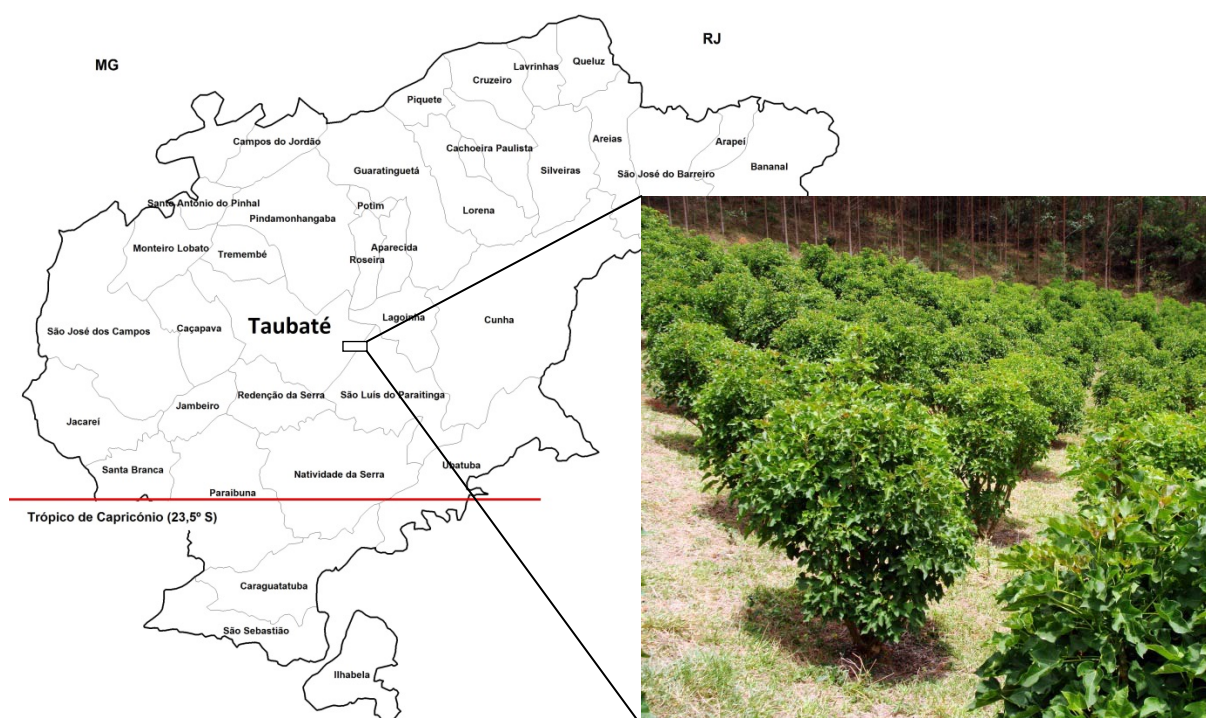 RJ
MG
Queluz
Lavrinhas
Cruzeiro
Piquete
Areias
Arapeí
Campos do Jordão
Cachoeira Paulista
Bananal
Guaratinguetá
Silveiras
São José do Barreiro
Santo Antônio do Pinhal
Potim
Lorena
Pindamonhangaba
Monteiro Lobato
Tremembé
Aparecida
Roseira
Lagoinha
Cunha
São José dos Campos
Caçapava
Taubaté
Redenção da Serra
São Luís do Paraitinga
Jambeiro
Jacareí
Santa Branca
Natividade da Serra
Ubatuba
Paraibuna
Trópico de Capricónio (23,5º S)
Caraguatatuba
São Sebastião
Ilhabela